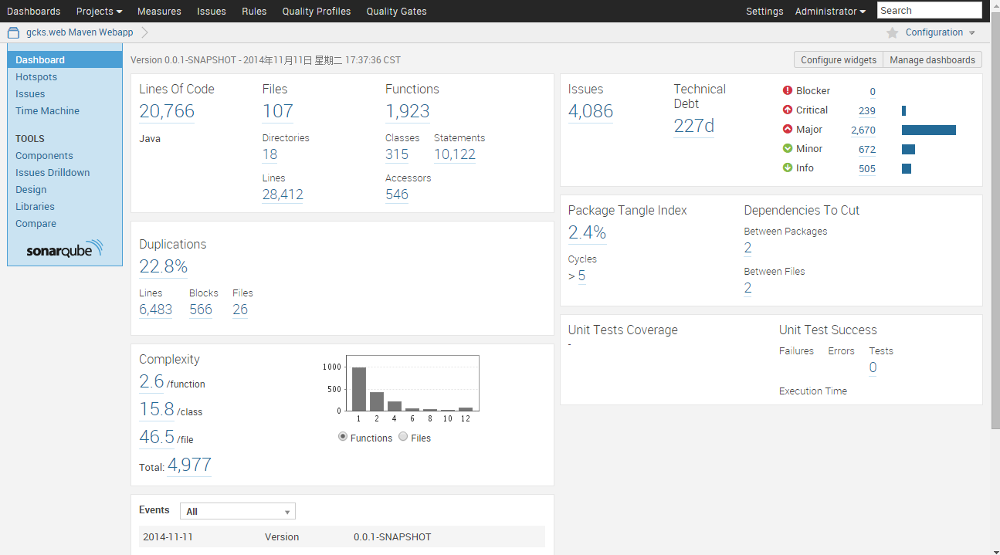 Dashboards Projects Measures Issues Rules Quality Profiles Quality Gates Settings Administrator Search
gcks.web Maven Webapp Configuration
Dashboard
Hotspots
Issues
Time Machine
TOOLS
Components
Issues Drilldown
Design
Libraries
Compare
sonarqube
Version 0.0.1-SNAPSHOT - 2014年11月11日 星期二 17:37:36 CST
Configure widgets Manage dashboards
Lines Of Code Files Functions
20,766 107 1,923
Java Directories Classes Statements
18 315 10,122
Lines Accessors
28,412 546
Duplications
22.8%
Lines Blocks Files
6,483 566 26
Complexity
2.6 /function
15.8 /class
46.5 /file
Total: 4,977
1000
500
0
1 2 4 6 8 10 12
Functions Files
Events All
2014-11-11 Version 0.0.1-SNAPSHOT
Issues
4,086
Technical
Debt
227d
Blocker 0
Critical 239
Major 2,670
Minor 672
Info 505
Package Tangle Index
2.4%
Cycles
> 5
Dependencies To Cut
Between Packages
2
Between Files
2
Unit Tests Coverage
-
Unit Test Success
Failures Errors Tests
0
Execution Time